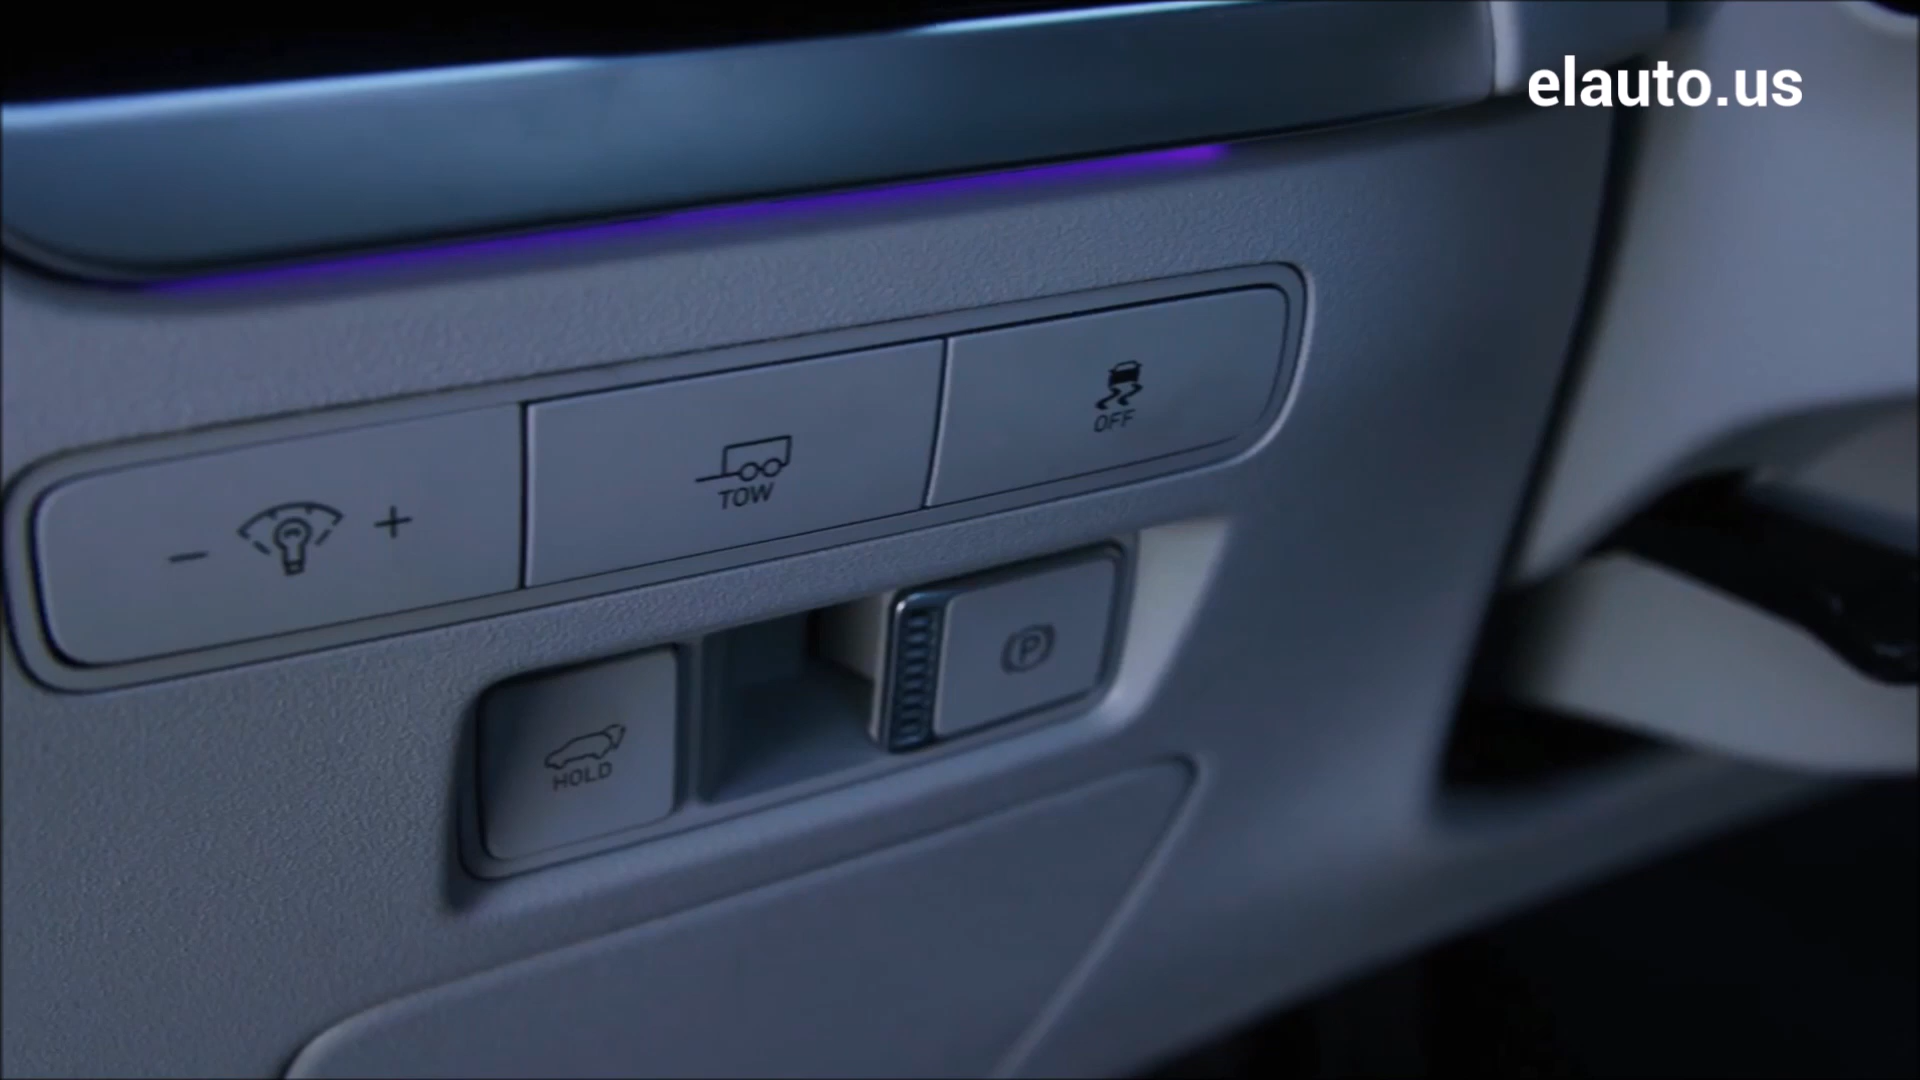 elauto.us
OFF
TOW
− +
P
HOLD